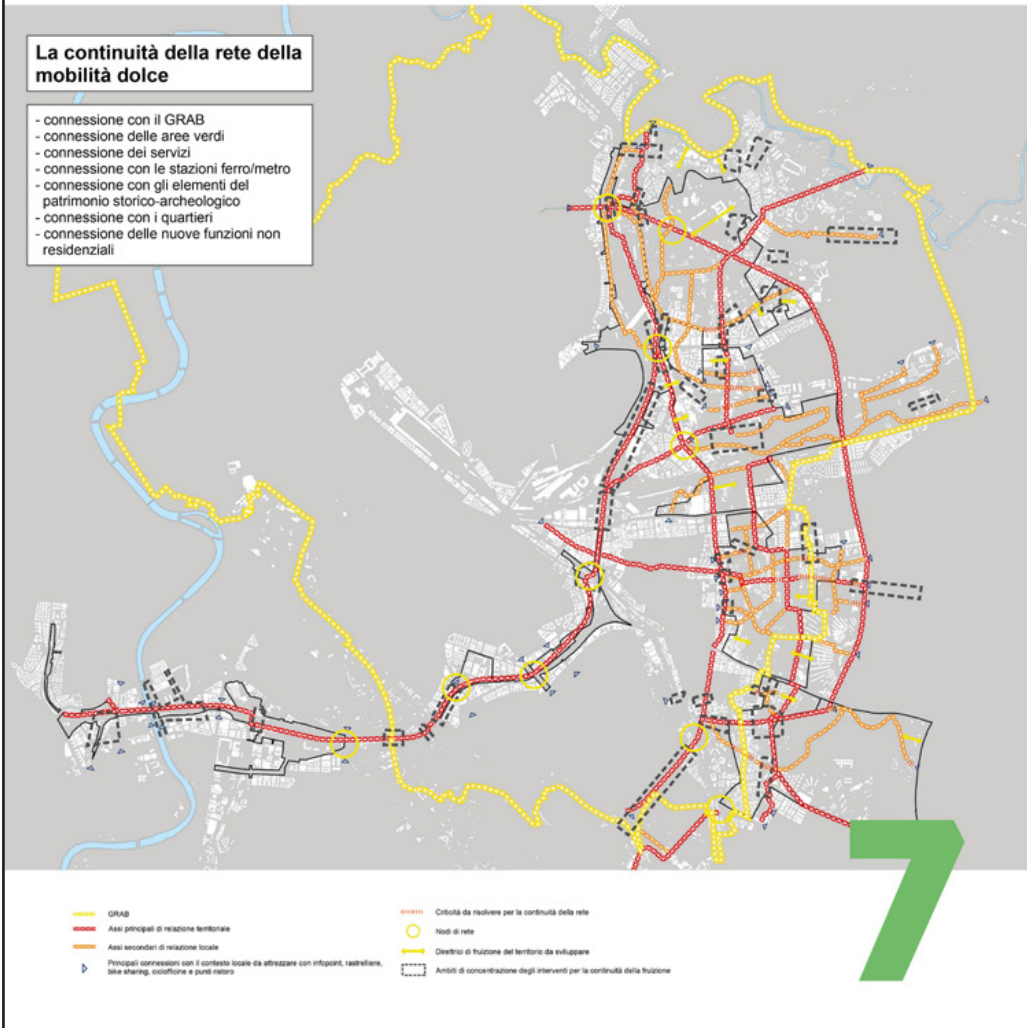 La continuità della rete della
mobilità dolce
- connessione con il GRAB
- connessione delle aree verdi
- connessione dei servizi
- connessione con le stazioni ferro/metro
- connessione con gli elementi del
patrimonio storico-archeologico
- connessione con i quartieri
- connessione delle nuove funzioni non
residenziali
7
GRAB
Assi principali di relazione territoriale
Assi secondari di relazione locale
Principali connessioni con il contesto locale da attrezzare con infopoint, rastrelliere,
bike sharing, ciclofficine e punti ristoro
Criticità da risolvere per la continuità della rete
Nodi di rete
Direttrici di fruizione del territorio da sviluppare
Ambiti di concentrazione degli interventi per la continuità della fruizione